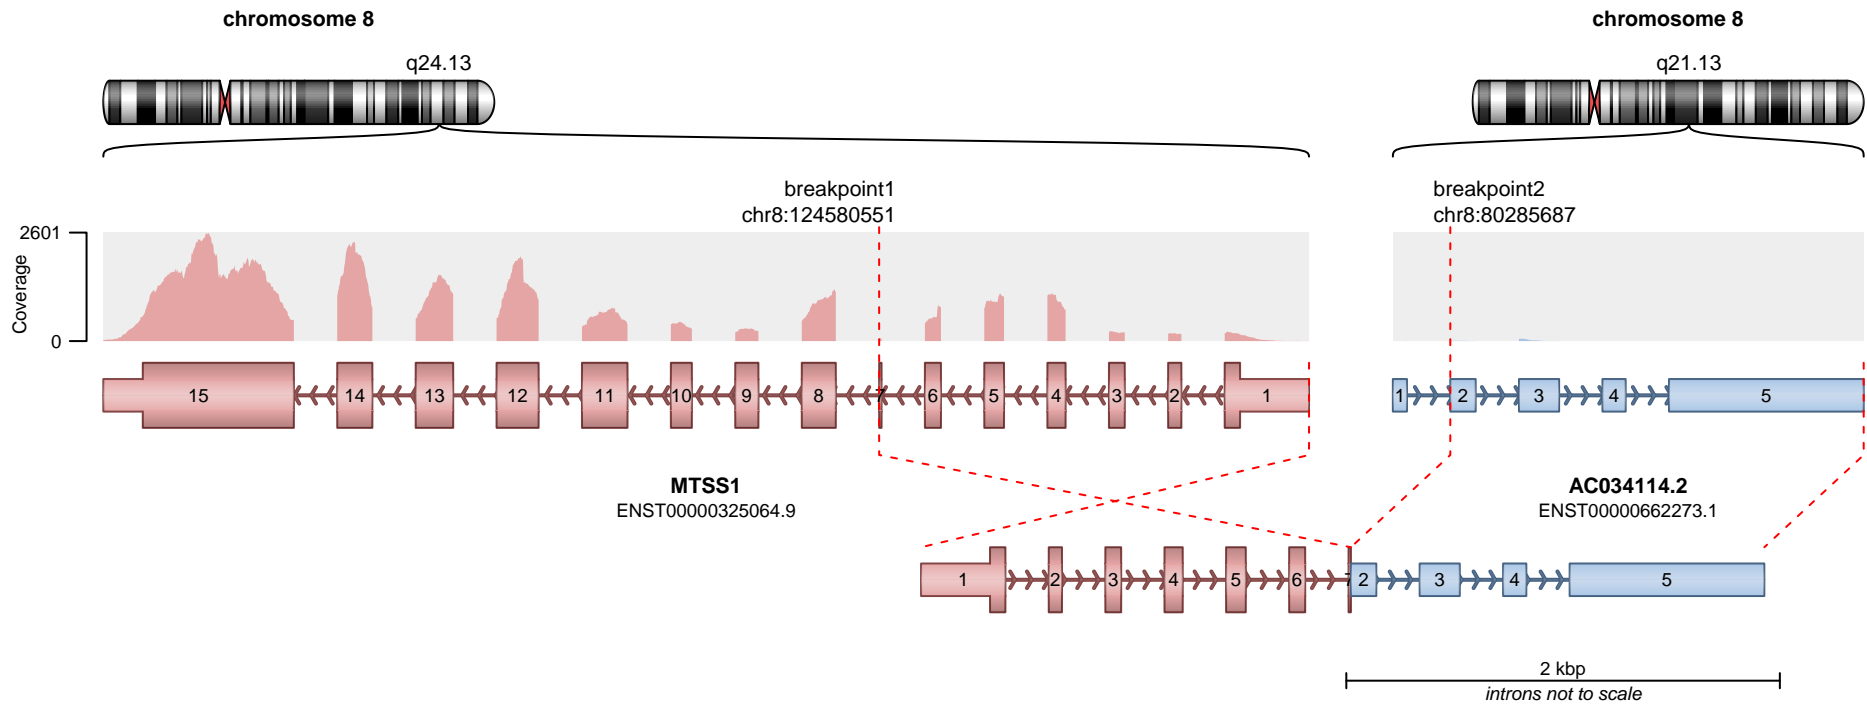 chromosome 8
chromosome 8
q24.13
q21.13
breakpoint1
chr8:124580551
breakpoint2
chr8:80285687
2601
Coverage
0
15 14 13 12 11 10 9 8 7 6 5 4 3 2 1
1 2 3 4 5
MTSS1
ENST00000325064.9
AC034114.2
ENST00000662273.1
1 2 3 4 5 6 7 2 3 4 5
2 kbp
introns not to scale